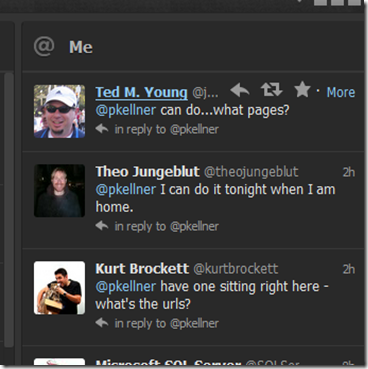 @ Me
Ted M. Young @j... More
@pkellner can do...what pages?
in reply to @pkellner
Theo Jungeblut @theojungeblut 2h
@pkellner I can do it tonight when I am
home.
in reply to @pkellner
Kurt Brockett @kurtbrockett 2h
@pkellner have one sitting right here -
what's the urls?
in reply to @pkellner
Microsoft SQL Server @SQLSer